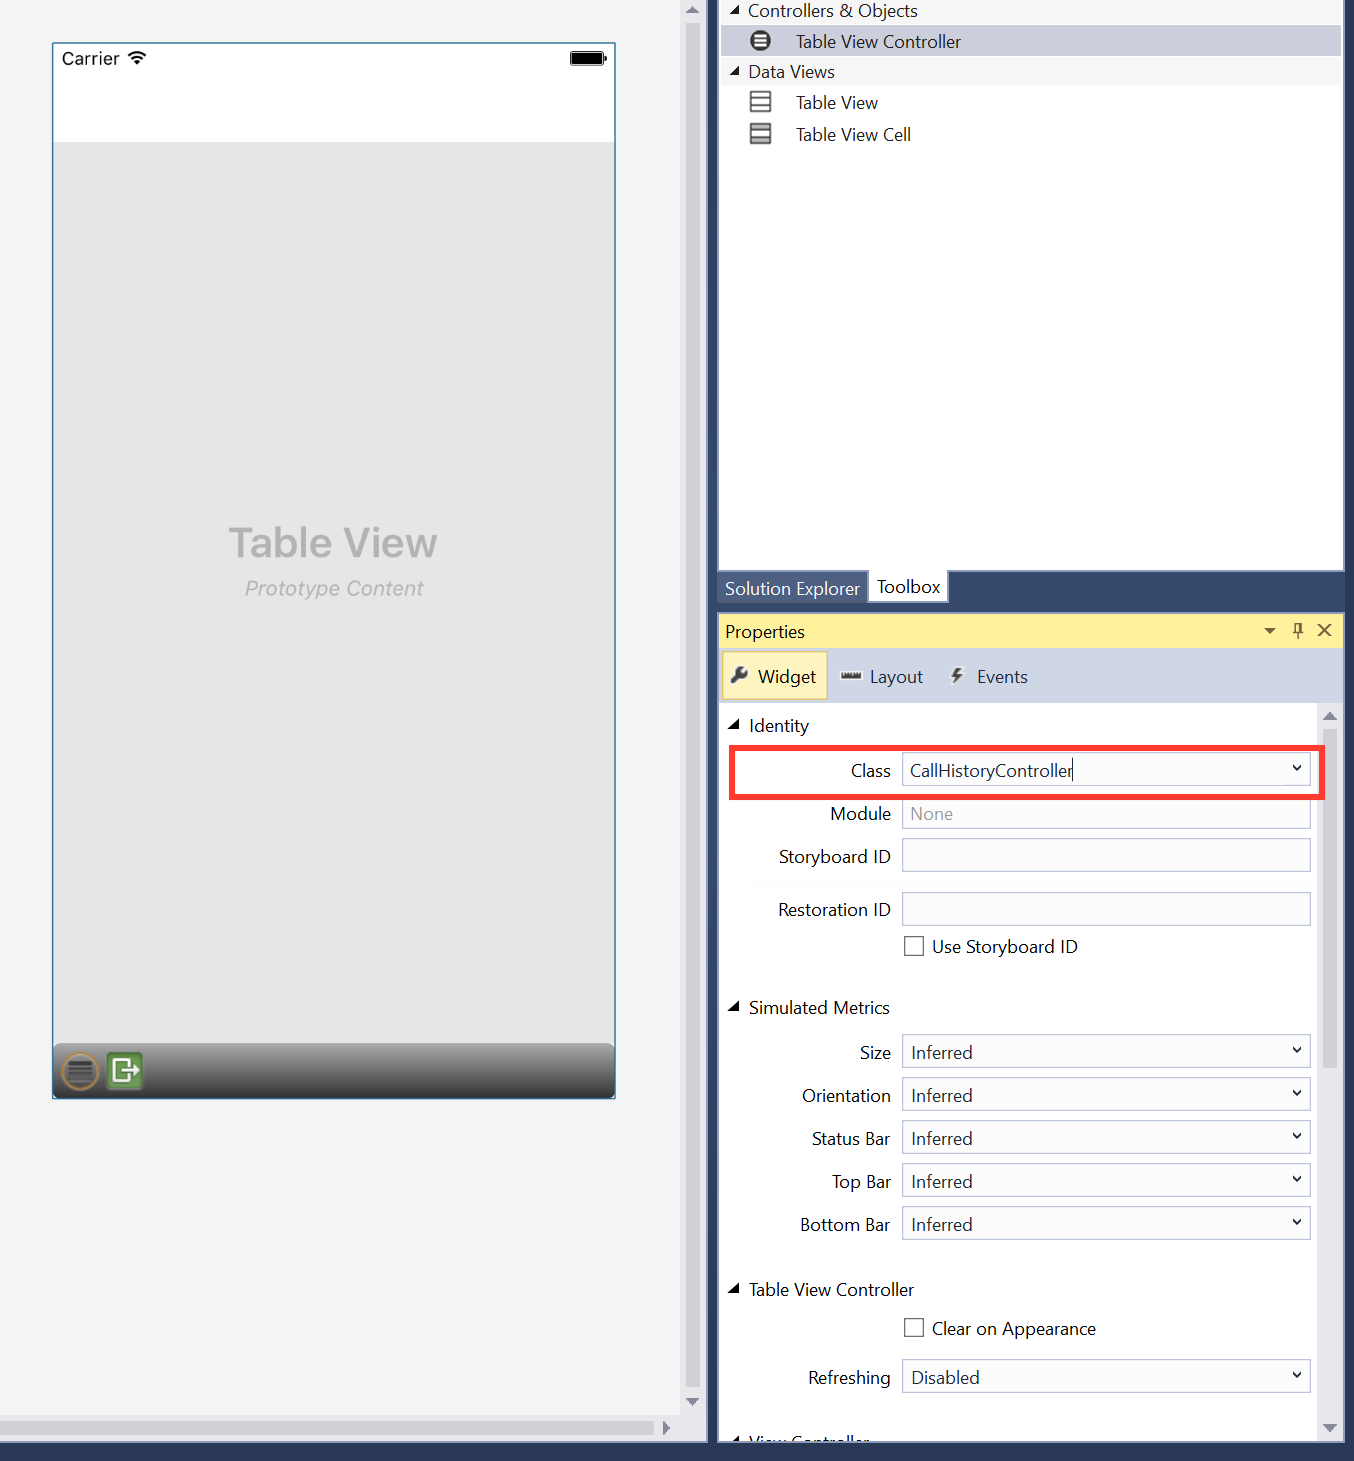 Carrier
Table View
Prototype Content
Controllers & Objects
Table View Controller
Data Views
Table View
Table View Cell
Solution Explorer
Toolbox
Properties
Widget
Layout
Events
Identity
Class
CallHistoryController
Module
None
Storyboard ID
Restoration ID
Use Storyboard ID
Simulated Metrics
Size
Inferred
Orientation
Inferred
Status Bar
Inferred
Top Bar
Inferred
Bottom Bar
Inferred
Table View Controller
Clear on Appearance
Refreshing
Disabled
View Controller